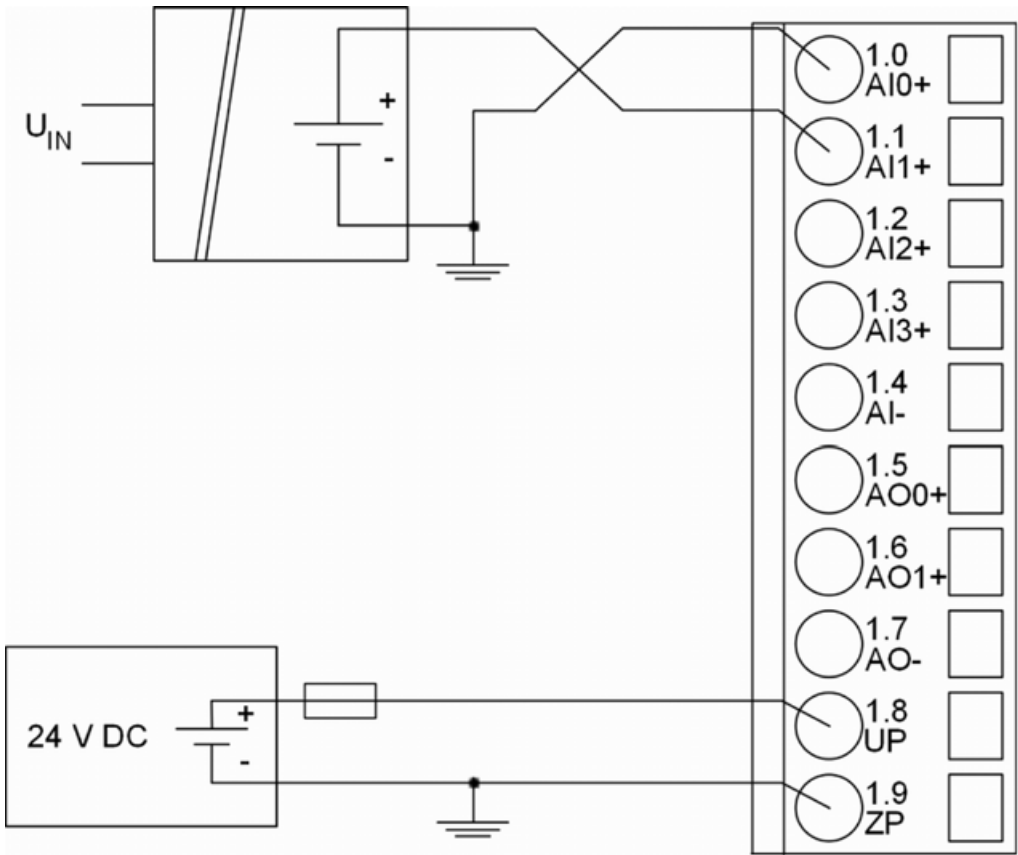 UIN
+
-
1.0
AI0+
1.1
AI1+
1.2
AI2+
1.3
AI3+
1.4
AI-
1.5
AO0+
1.6
AO1+
1.7
AO-
24 V DC
+
-
1.8
UP
1.9
ZP